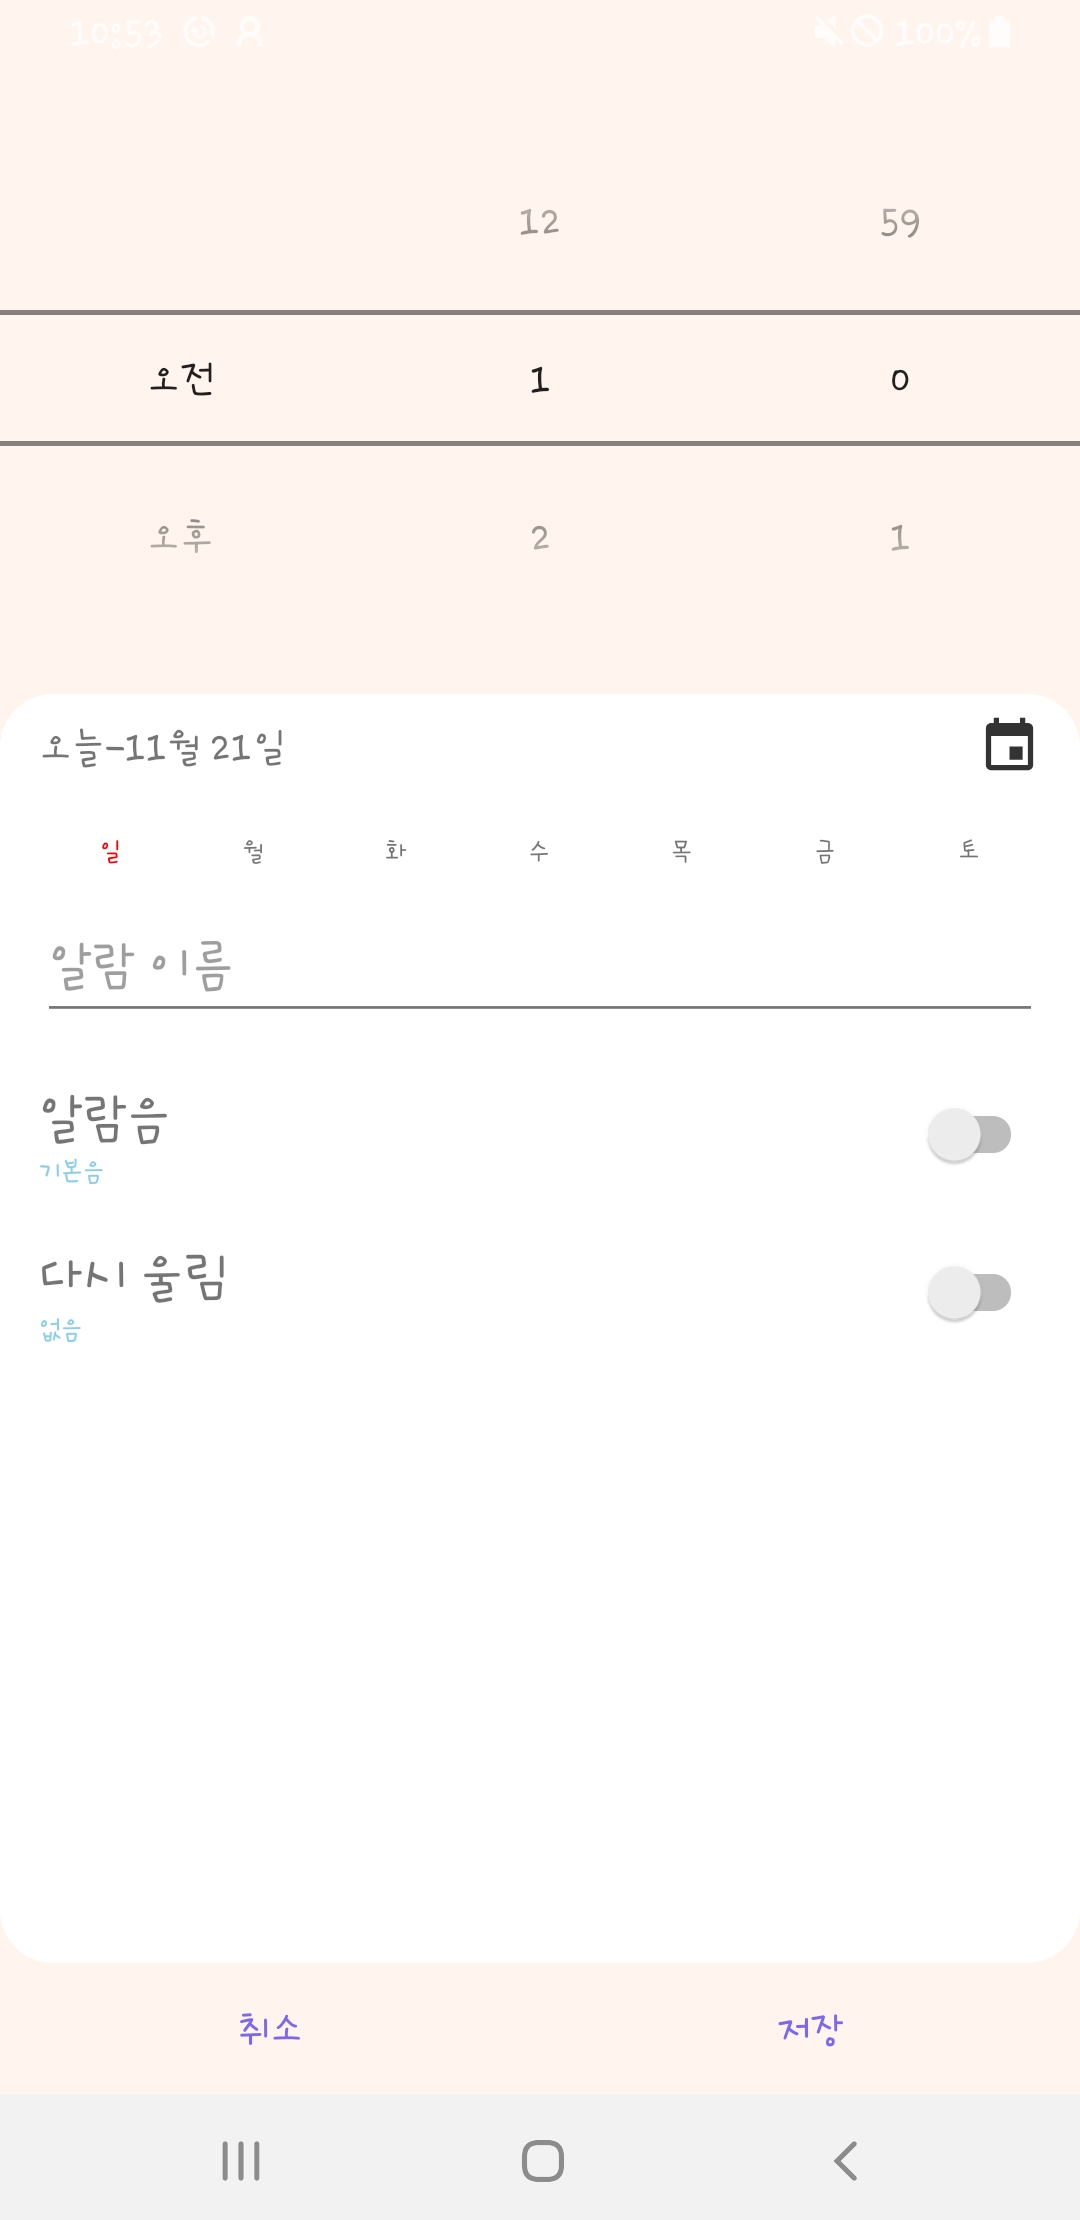 10:53 100%
12 59
오전 1 0
오후 2 1
오늘-11월 21일
일 월 화 수 목 금 토
알람 이름
알람음
기본음
다시 울림
없음
취소 저장